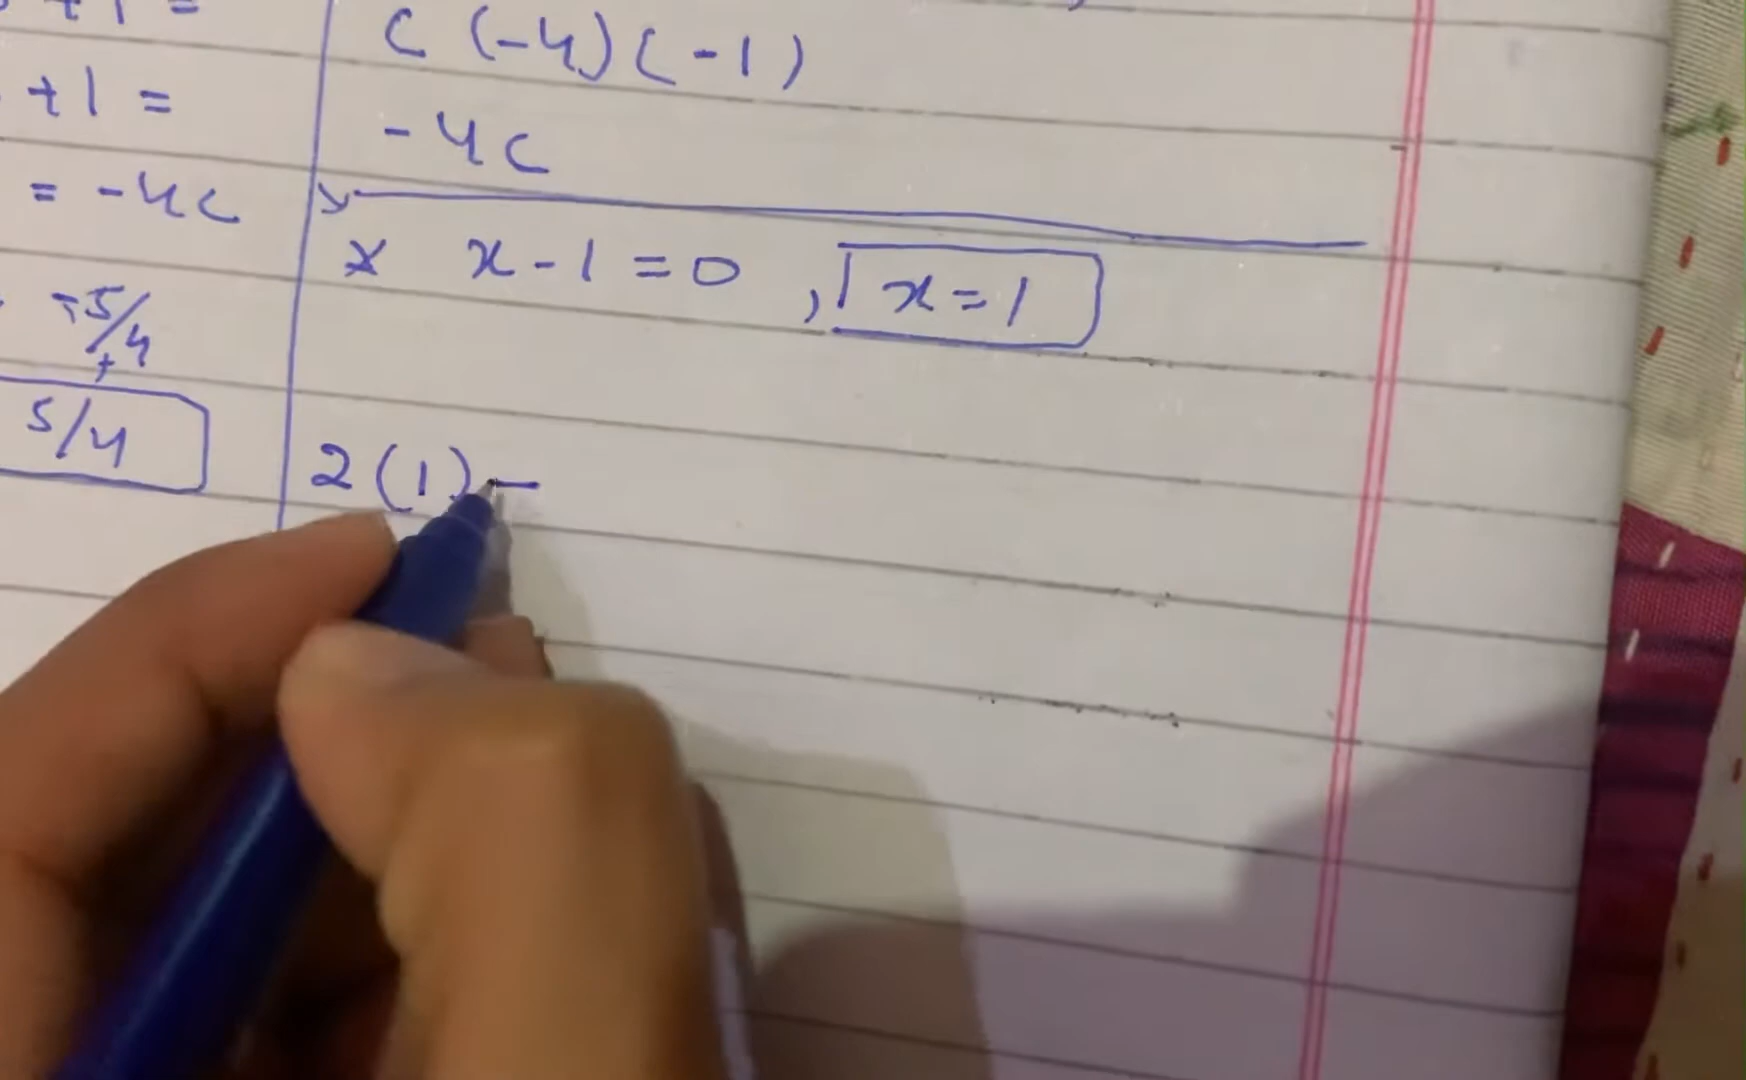 +1 =
+1 =
= -4c
5/4
5/4
c (-4)(-1)
-4c
x x-1=0 , x=1
2(1)-